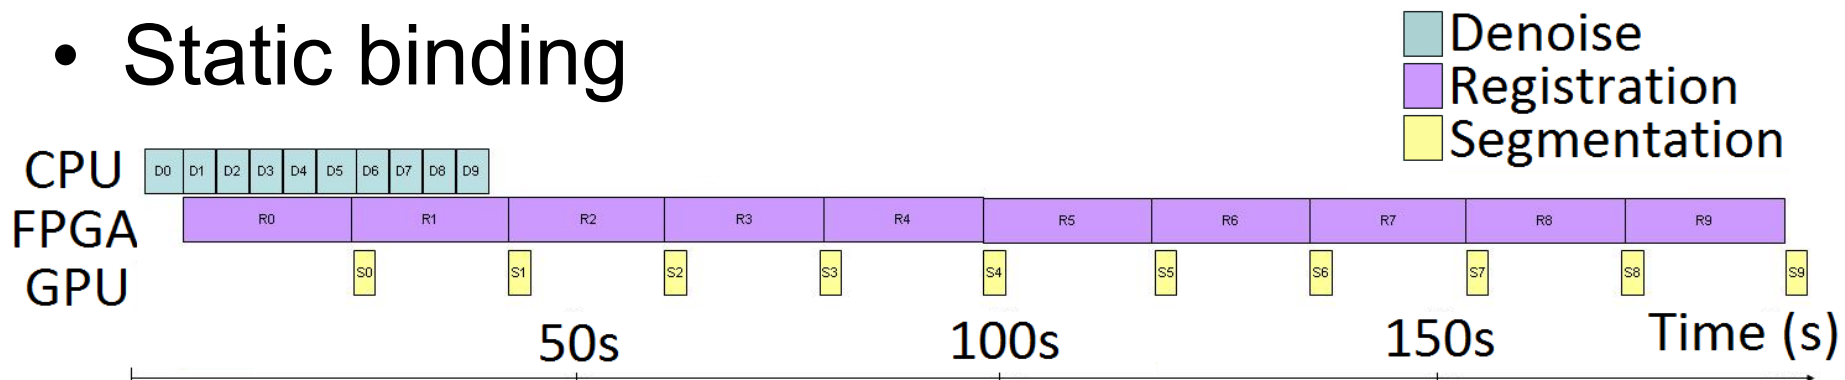 • Static binding
Denoise
Registration
Segmentation
CPU D0 D1 D2 D3 D4 D5 D6 D7 D8 D9
FPGA R0 R1 R2 R3 R4 R5 R6 R7 R8 R9
GPU S0 S1 S2 S3 S4 S5 S6 S7 S8 S9
50s 100s 150s Time (s)